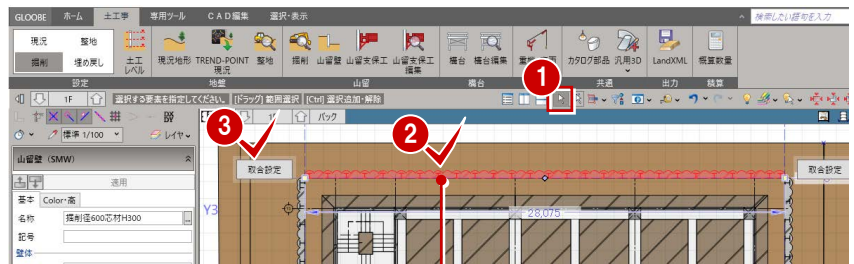 GLOOBE ホーム 土工事 専用ツール CAD編集 選択・表示 検索したい語句を入力
現況 整地
掘削 埋め戻し
土工レベル
現況地形 TREND-POINT 現況 整地
掘削 山留壁 山留支保工 山留支保工編集
構台 構台編集
カタログ部品 汎用3D
LandXML 概算数量
設定 地盤 山留 構台 共通 出力 積算
1
1F 選択する要素を指定してください。 [ドラッグ] 範囲選択 | [Ctrl] 選択追加・解除
標準 1/100 レイヤ
バック
3 2
山留壁 (SMW)
取合設定 取合設定
適用
基本 Color・高
名称 掘削径600芯材H300 ...
記号
壁体
Y3
28,075